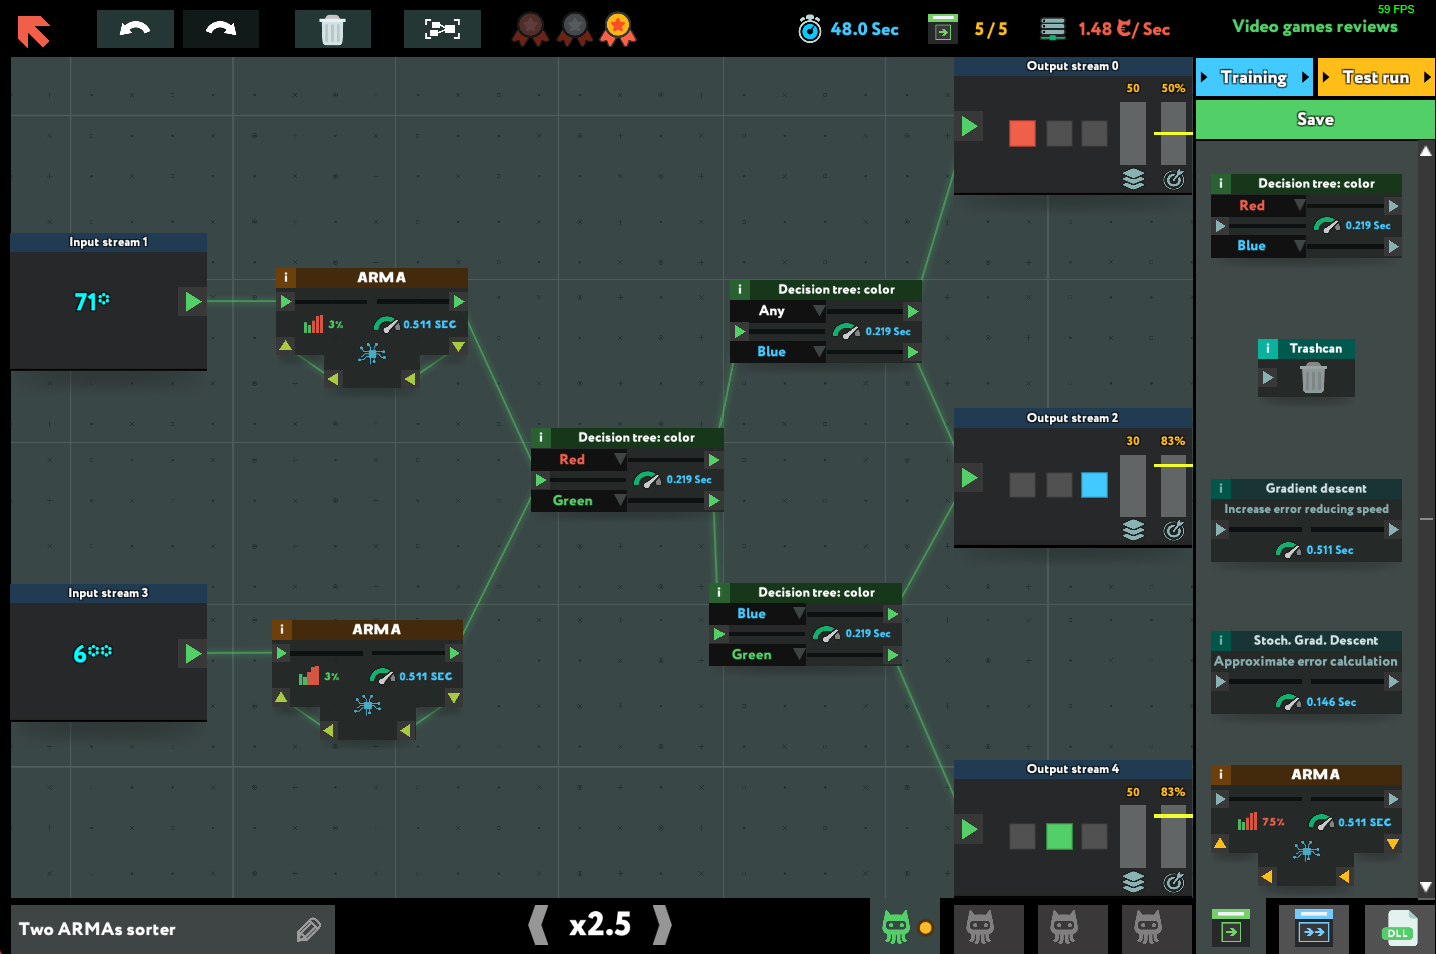 59 FPS
48.0 Sec
5 / 5
1.48 / Sec
Video games reviews
Training
Test run
Save
Output stream 0
50
50%
Input stream 1
71
i
ARMA
3%
0.511 SEC
i
Decision tree: color
Any
0.219 Sec
Blue
i
Decision tree: color
Red
0.219 Sec
Green
Output stream 2
30
83%
Input stream 3
6
i
ARMA
3%
0.511 SEC
i
Decision tree: color
Blue
0.219 Sec
Green
Output stream 4
50
83%
i
Decision tree: color
Red
0.219 Sec
Blue
i
Trashcan
i
Gradient descent
Increase error reducing speed
0.511 Sec
i
Stoch. Grad. Descent
Approximate error calculation
0.146 Sec
i
ARMA
75%
0.511 SEC
Two ARMAs sorter
x2.5
DLL